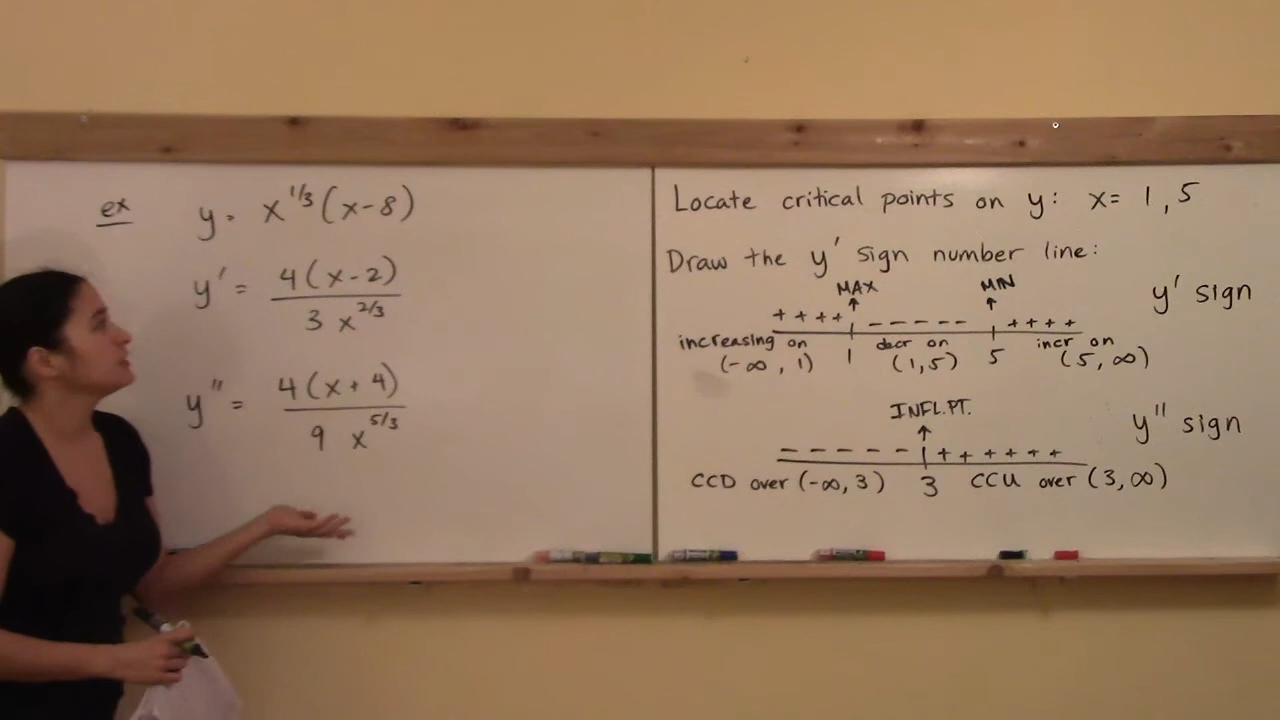 ex y = x^1/3 (x-8)
y' = 4(x-2) / 3 x^2/3
y" = 4(x+4) / 9 x^5/3
Locate critical points on y: x= 1,5
Draw the y' sign number line:
MAX MIN
y' sign
+ + + + - - - - - + + + +
increasing on 1 decr on 5 incr on
(-∞, 1) (1,5) (5, ∞)
INFL.PT.
y" sign
- - - - - + + + + + +
CCD over (-∞, 3) 3 CCU over (3, ∞)